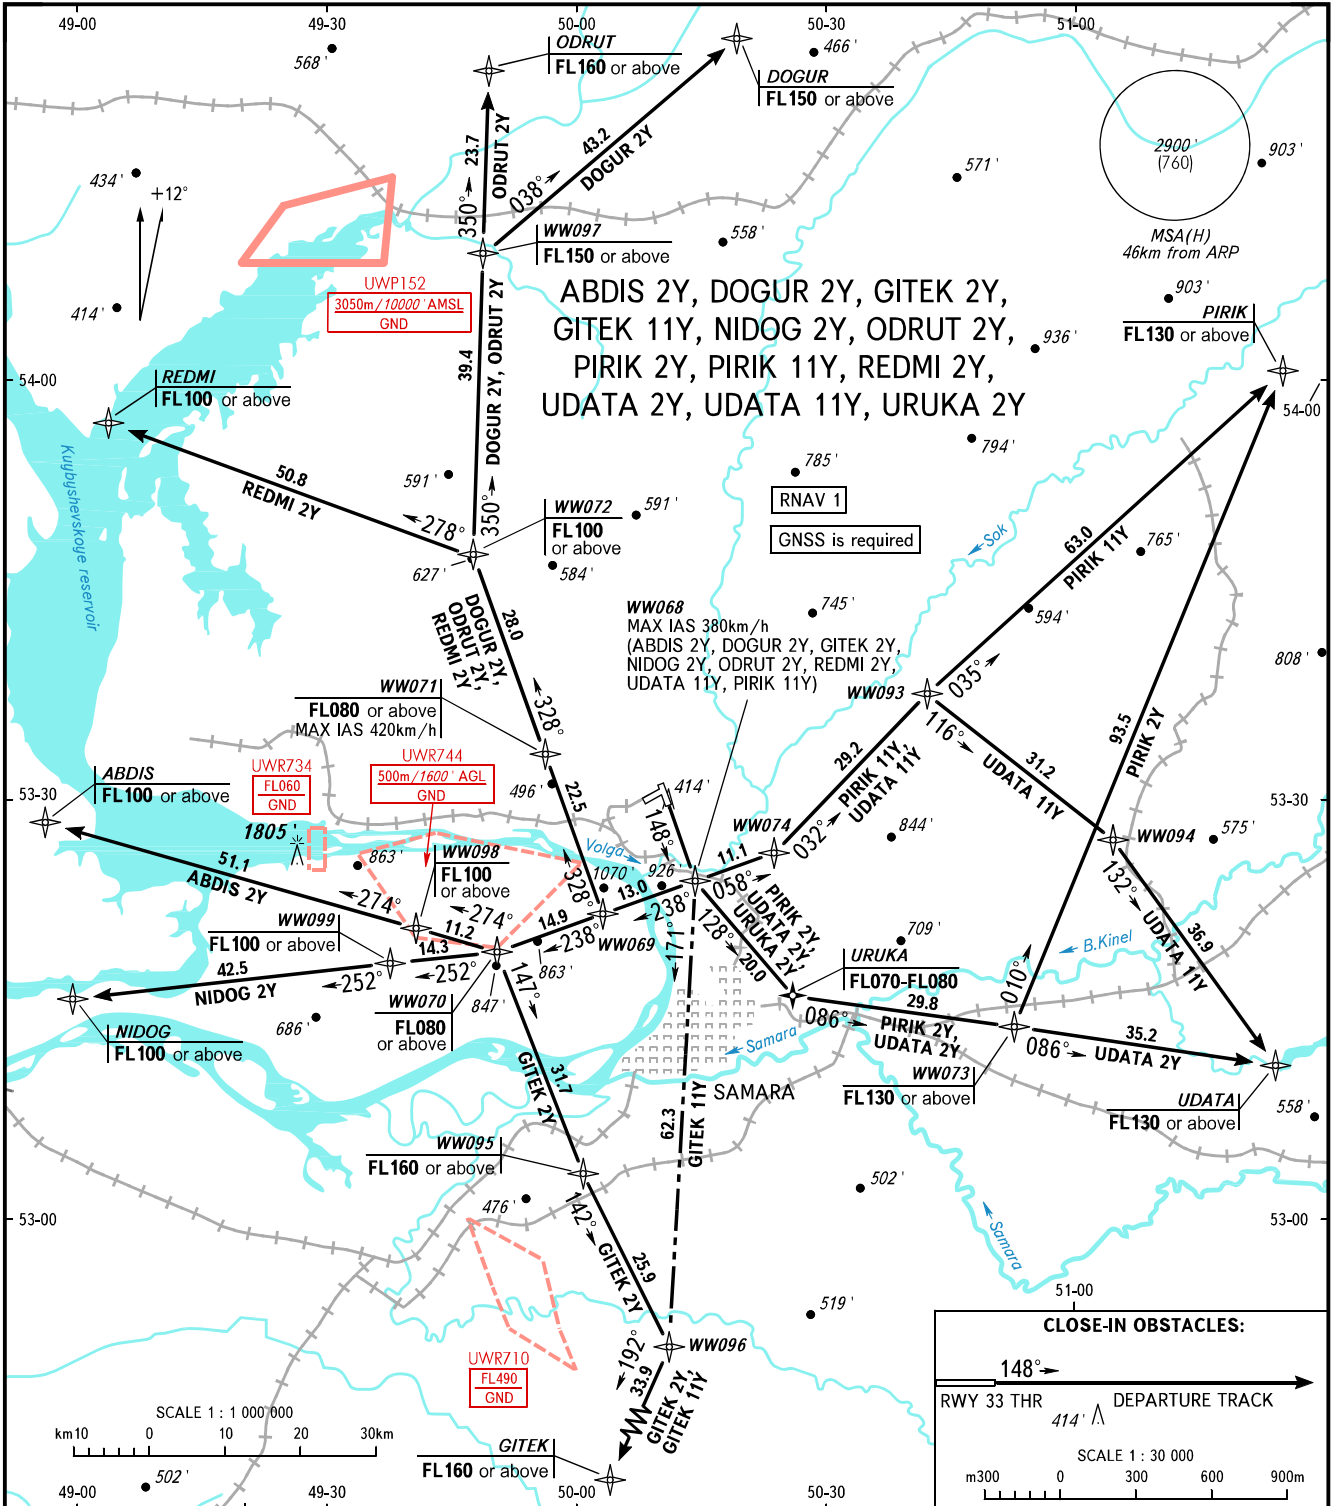 49-00
49-30
50-00
50-30
51-00
ODRUT
FL160 or above
568'
466'
DOGUR
FL150 or above
23.7
ODRUT 2Y
43.2
DOGUR 2Y
2900'
(760)
903'
571'
434'
+12°
350°
038°
MSA(H)
46km from ARP
WW097
FL150 or above
558'
UWP152
3050m/10000' AMSL
GND
414'
ABDIS 2Y, DOGUR 2Y, GITEK 2Y,
GITEK 11Y, NIDOG 2Y, ODRUT 2Y,
PIRIK 2Y, PIRIK 11Y, REDMI 2Y,
UDATA 2Y, UDATA 11Y, URUKA 2Y
903'
PIRIK
FL130 or above
936'
39.4
DOGUR 2Y, ODRUT 2Y
54-00
REDMI
FL100 or above
54-00
794'
785'
Kuybyshevskoye reservoir
50.8
REDMI 2Y
591'
278°
350°
WW072
FL100
or above
591'
RNAV 1
GNSS is required
Sok
63.0
PIRIK 11Y
765'
627'
584'
594'
745'
28.0
DOGUR 2Y,
ODRUT 2Y,
REDMI 2Y
WW068
MAX IAS 380km/h
(ABDIS 2Y, DOGUR 2Y, GITEK 2Y,
NIDOG 2Y, ODRUT 2Y, REDMI 2Y,
UDATA 11Y, PIRIK 11Y)
808'
WW071
FL080 or above
MAX IAS 420km/h
328°
WW093
035°
116°
31.2
UDATA 11Y
93.5
PIRIK 2Y
29.2
PIRIK 11Y,
UDATA 11Y
UWR734
FL060
GND
UWR744
500m/1600' AGL
GND
ABDIS
FL100 or above
53-30
53-30
496'
22.5
414'
148°
WW074
032°
844'
WW094
575'
1805'
863'
Volga
51.1
ABDIS 2Y
WW098
FL100
or above
1070'
926'
11.1
058°
328°
13.0
238°
132°
36.9
UDATA 11Y
274°
274°
14.9
238°
WW069
11.2
14.3
128°
20.0
PIRIK 2Y,
UDATA 2Y,
URUKA 2Y
171°
WW099
FL100 or above
42.5
NIDOG 2Y
252°
252°
863'
709'
B.Kinel
URUKA
FL070-FL080
WW070
FL080
or above
847'
147°
086°
29.8
PIRIK 2Y,
UDATA 2Y
010°
086°
35.2
UDATA 2Y
NIDOG
FL100 or above
686'
Samara
31.7
GITEK 2Y
SAMARA
WW073
FL130 or above
UDATA
FL130 or above
558'
62.3
GITEK 11Y
WW095
FL160 or above
476'
142°
502'
53-00
53-00
25.9
GITEK 2Y
Samara
519'
51-00
WW096
192°
33.9
GITEK 2Y,
GITEK 11Y
UWR710
FL490
GND
GITEK
FL160 or above
SCALE 1 : 1 000 000
km10 0 10 20 30km
502'
CLOSE-IN OBSTACLES:
148°
RWY 33 THR
DEPARTURE TRACK
414'
SCALE 1 : 30 000
m300 0 300 600 900m
49-00
49-30
50-00
50-30